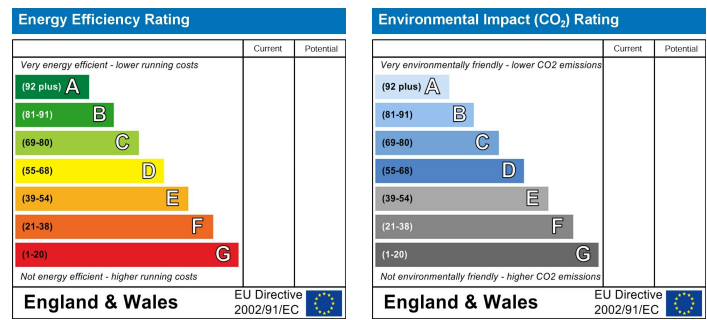 Energy Efficiency Rating
Current Potential
Very energy efficient - lower running costs
(92 plus) A
(81-91) B
(69-80) C
(55-68) D
(39-54) E
(21-38) F
(1-20) G
Not energy efficient - higher running costs
England & Wales
EU Directive
2002/91/EC
Environmental Impact (CO2) Rating
Current Potential
Very environmentally friendly - lower CO2 emissions
(92 plus) A
(81-91) B
(69-80) C
(55-68) D
(39-54) E
(21-38) F
(1-20) G
Not environmentally friendly - higher CO2 emissions
England & Wales
EU Directive
2002/91/EC